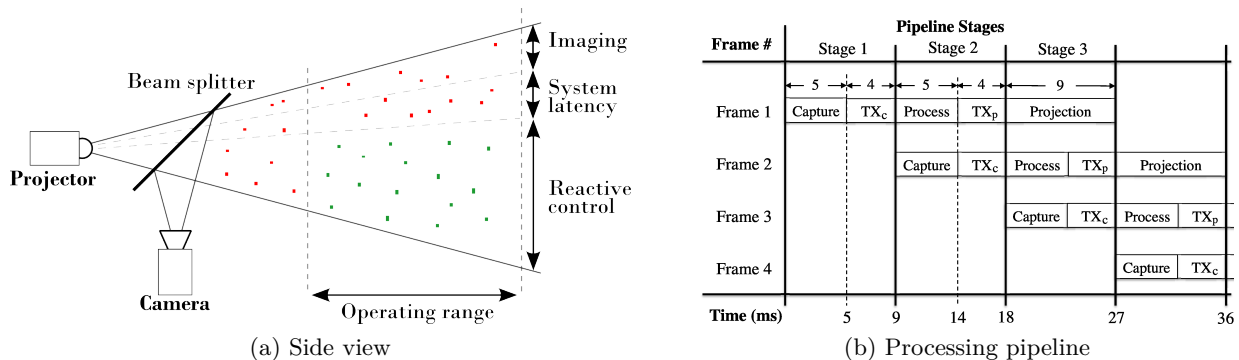 Projector
Beam splitter
Camera
Imaging
System
latency
Reactive
control
Operating range
(a) Side view
Frame #
Pipeline Stages
Stage 1 Stage 2 Stage 3
5 4 5 4 9
Frame 1 Capture TXc Process TXp Projection
Frame 2 Capture TXc Process TXp Projection
Frame 3 Capture TXc Process TXp
Frame 4 Capture TXc
Time (ms) 5 9 14 18 27 36
(b) Processing pipeline